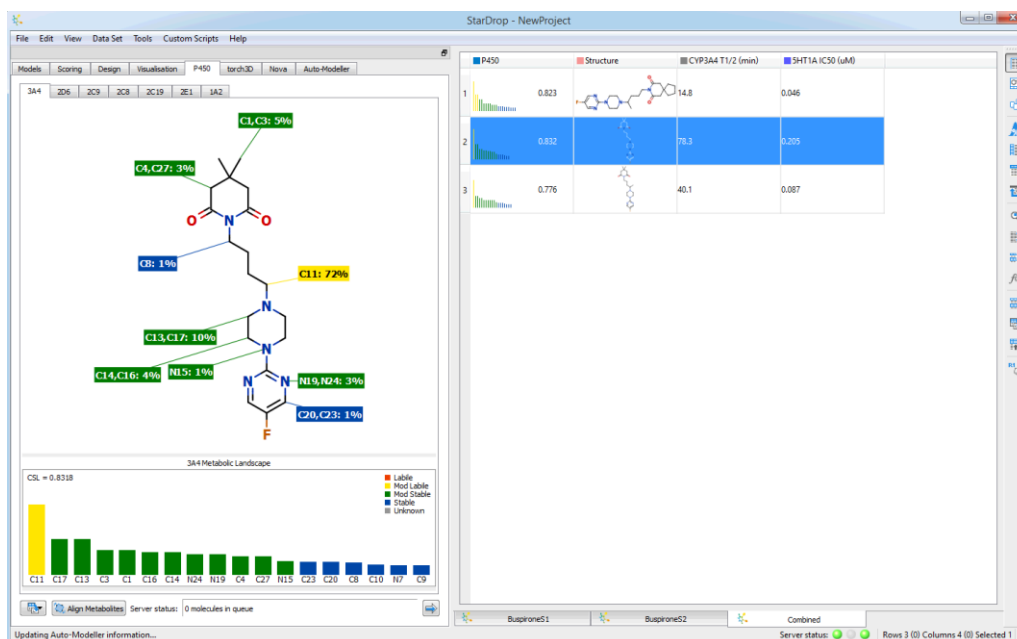 StarDrop - NewProject
File Edit View Data Set Tools Custom Scripts Help
Models Scoring Design Visualisation P450 torch3D Nova Auto-Modeller
3A4 2D6 2C9 2C8 2C19 2E1 1A2
C1,C3: 5%
C4,C27: 3%
O N O
C8: 1%
C11: 72%
N
C13,C17: 10%
N
C14,C16: 4% N15: 1%
N N N19,N24: 3%
C20,C23: 1%
F
3A4 Metabolic Landscape
CSL = 0.8318
Labile
Mod Labile
Mod Stable
Stable
Unknown
C11 C17 C13 C3 C1 C16 C14 N24 N19 C4 C27 N15 C23 C20 C8 C10 N7 C9
Align Metabolites Server status: 0 molecules in queue
Updating Auto-Modeller information...
P450 Structure CYP3A4 T1/2 (min) 5HT1A IC50 (uM)
1 0.823 14.8 0.046
2 0.832 78.3 0.205
3 0.776 40.1 0.087
BuspironeS1 BuspironeS2 Combined
Server status: Rows 3 (0) Columns 4 (0) Selected 1